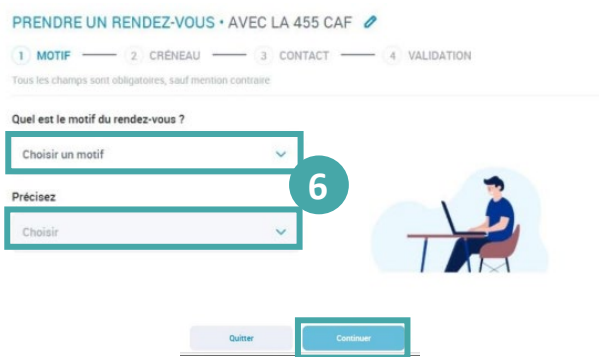 PRENDRE UN RENDEZ-VOUS • AVEC LA 455 CAF
1 MOTIF 2 CRÉNEAU 3 CONTACT 4 VALIDATION
Tous les champs sont obligatoires, sauf mention contraire
Quel est le motif du rendez-vous ?
Choisir un motif
6
Précisez
Choisir
Quitter Continuer